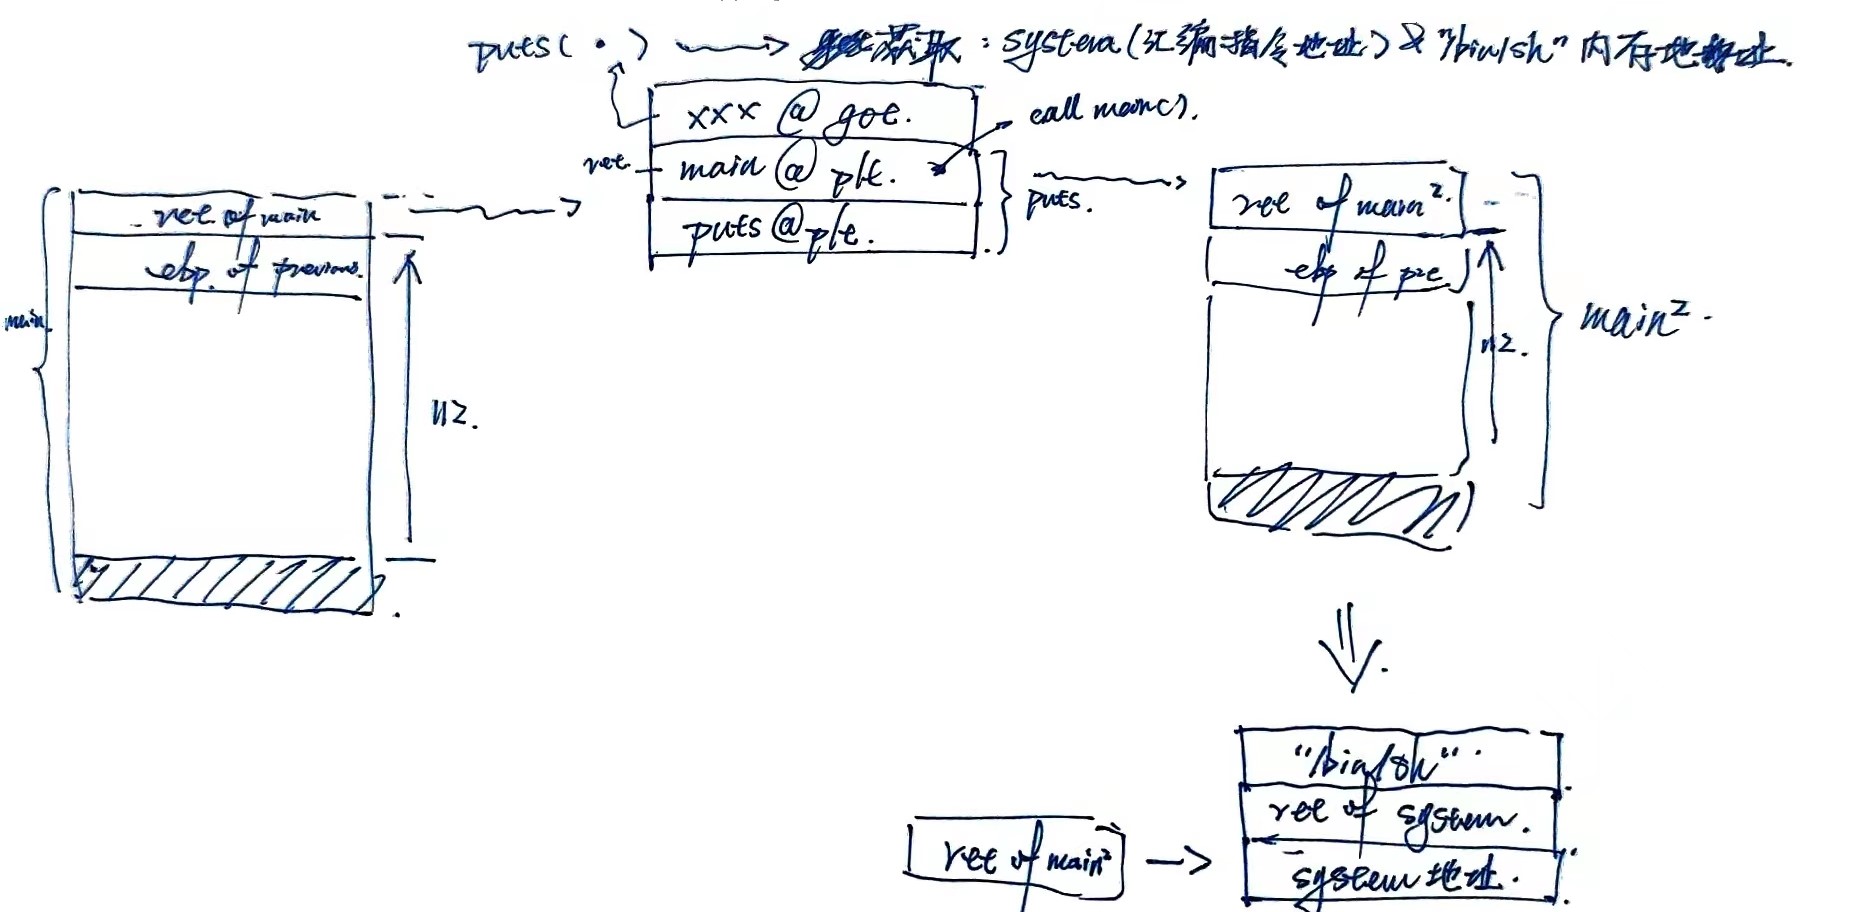 puts( · ) → 获取：system(汇编指令地址) 及 "/bin/sh" 内存地址.
xxx @ got.
call main().
ret
main @ plt.
puts @ plt.
puts.
ret of main
ebp of previous.
main
112.
ret of main².
ebp of pre
112.
main².
"/bin/sh".
ret of system.
system 地址.
ret of main²